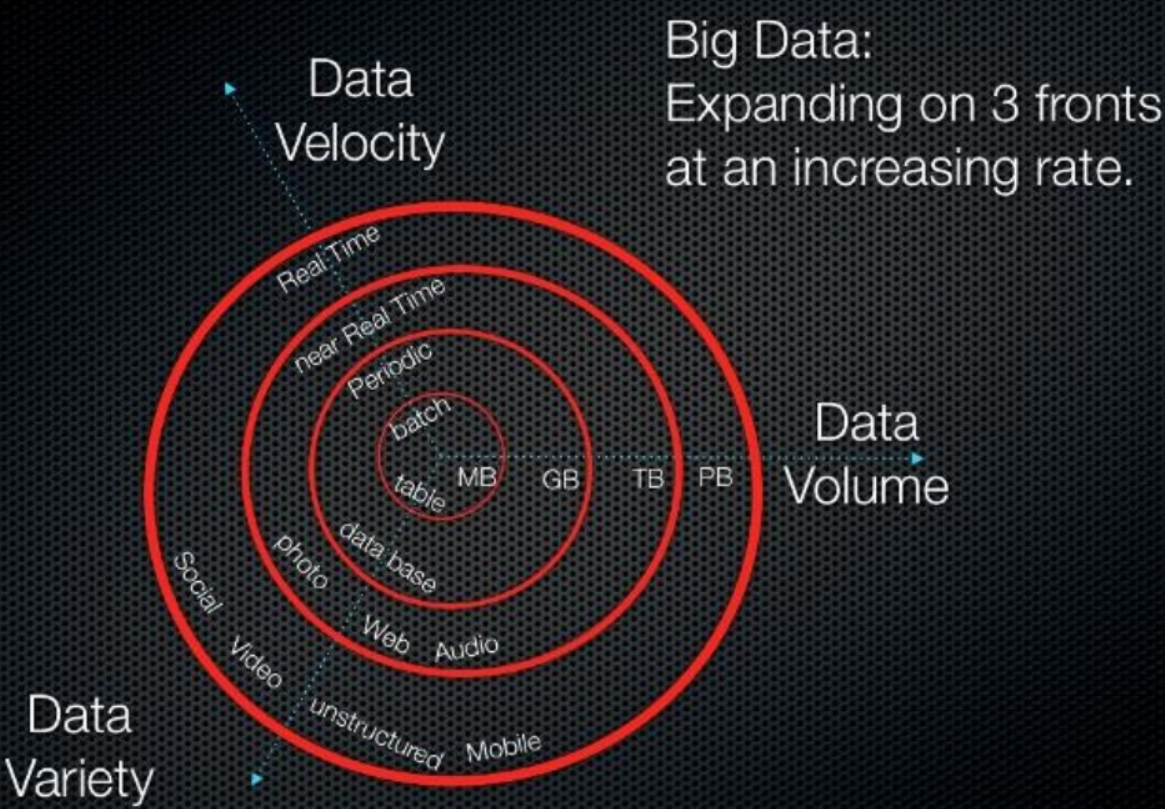 Big Data:
Expanding on 3 fronts
at an increasing rate.
Data
Velocity
Real Time
near Real Time
Periodic
batch
table
MB
GB
TB
PB
Data
Volume
data base
photo
Web
Audio
Social
Video
unstructured
Mobile
Data
Variety